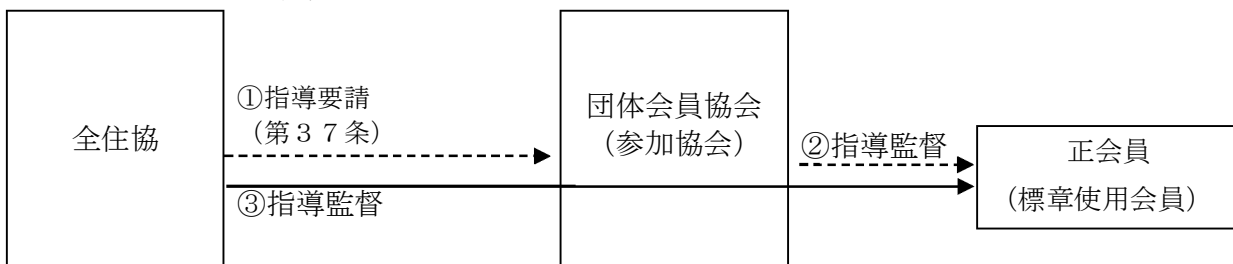 全住協
①指導要請
(第37条)
③指導監督
団体会員協会
(参加協会)
②指導監督
正会員
(標章使用会員)